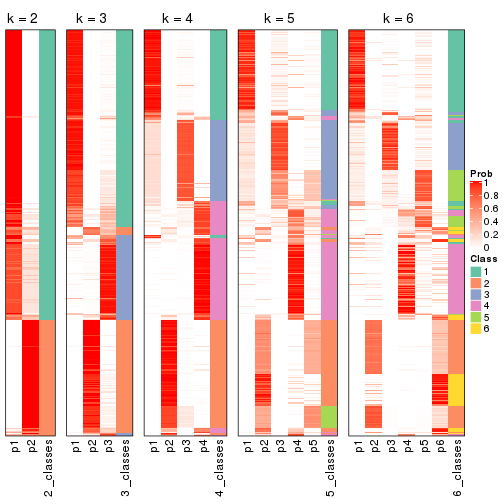 k = 2
k = 3
k = 4
k = 5
k = 6
p1
p2
2_classes
p1
p2
p3
3_classes
p1
p2
p3
p4
4_classes
p1
p2
p3
p4
p5
5_classes
p1
p2
p3
p4
p5
p6
6_classes
Prob
1
0.8
0.6
0.4
0.2
0
Class
1
2
3
4
5
6